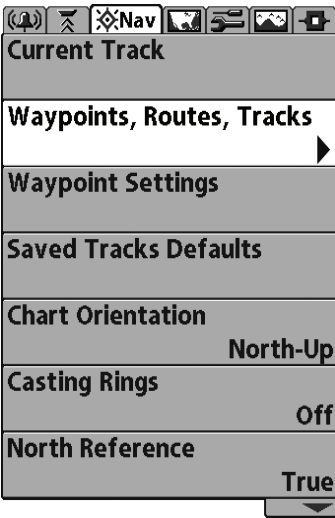 Nav
Current Track
Waypoints, Routes, Tracks
Waypoint Settings
Saved Tracks Defaults
Chart Orientation
North-Up
Casting Rings
Off
North Reference
True